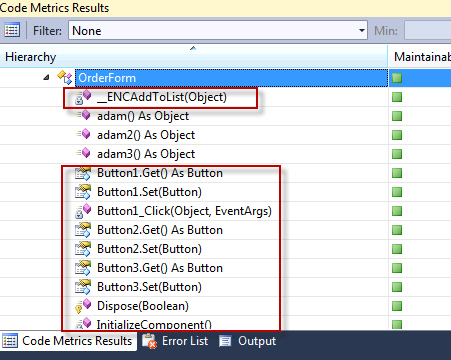 Code Metrics Results
Filter: None Min:
Hierarchy Maintainab
OrderForm
__ENCAddToList(Object)
adam() As Object
adam2() As Object
adam3() As Object
Button1.Get() As Button
Button1.Set(Button)
Button1_Click(Object, EventArgs)
Button2.Get() As Button
Button2.Set(Button)
Button3.Get() As Button
Button3.Set(Button)
Dispose(Boolean)
InitializeComponent()
Code Metrics Results Error List Output